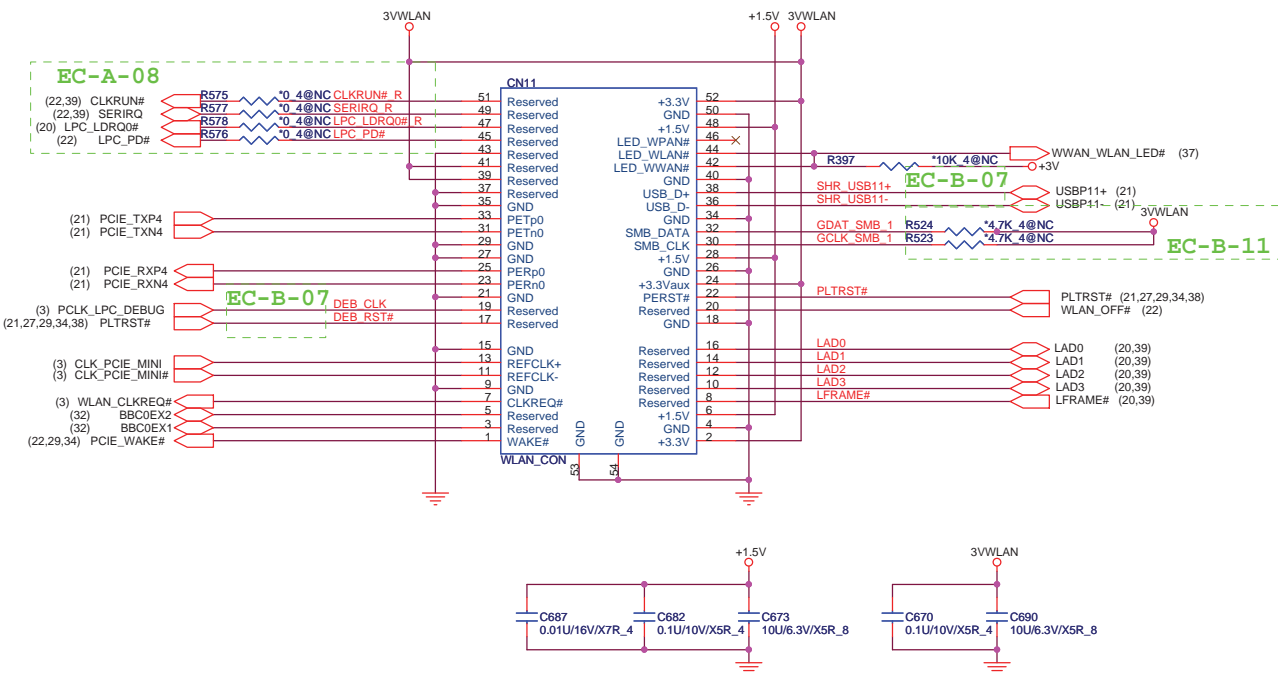 3VWLAN
+1.5V 3VWLAN
EC-A-08
CN11
(22,39) CLKRUN# R575 *0_4@NC CLKRUN#_R 51 Reserved
(22,39) SERIRQ R577 *0_4@NC SERIRQ_R 49 Reserved
(20) LPC_LDRQ0# R578 *0_4@NC LPC_LDRQ0#_R 47 Reserved
(22) LPC_PD# R576 *0_4@NC LPC_PD# 45 Reserved
43 Reserved
41 Reserved
39 Reserved
37 Reserved
35 GND
(21) PCIE_TXP4 33 PETp0
(21) PCIE_TXN4 31 PETn0
29 GND
27 GND
(21) PCIE_RXP4 25 PERp0
(21) PCIE_RXN4 23 PERn0
21 GND
EC-B-07
(3) PCLK_LPC_DEBUG DEB_CLK 19 Reserved
(21,27,29,34,38) PLTRST# DEB_RST# 17 Reserved
15 GND
(3) CLK_PCIE_MINI 13 REFCLK+
(3) CLK_PCIE_MINI# 11 REFCLK-
9 GND
(3) WLAN_CLKREQ# 7 CLKREQ#
(32) BBC0EX2 5 Reserved
(32) BBC0EX1 3 Reserved
(22,29,34) PCIE_WAKE# 1 WAKE#
+3.3V 52
GND 50
+1.5V 48
LED_WPAN# 46
LED_WLAN# 44 WWAN_WLAN_LED# (37)
LED_WWAN# 42 R397 *10K_4@NC +3V
GND 40
EC-B-07
USB_D+ 38 SHR_USB11+ USBP11+ (21)
USB_D- 36 SHR_USB11- USBP11- (21)
GND 34
3VWLAN
SMB_DATA 32 GDAT_SMB_1 R524 *4.7K_4@NC
SMB_CLK 30 GCLK_SMB_1 R523 *4.7K_4@NC
EC-B-11
+1.5V 28
GND 26
+3.3Vaux 24
PERST# 22 PLTRST# PLTRST# (21,27,29,34,38)
Reserved 20 WLAN_OFF# (22)
GND 18
Reserved 16 LAD0 LAD0 (20,39)
Reserved 14 LAD1 LAD1 (20,39)
Reserved 12 LAD2 LAD2 (20,39)
Reserved 10 LAD3 LAD3 (20,39)
Reserved 8 LFRAME# LFRAME# (20,39)
+1.5V 6
GND 4
+3.3V 2
GND GND
WLAN_CON
53 54
+1.5V
3VWLAN
C687
0.01U/16V/X7R_4
C682
0.1U/10V/X5R_4
C673
10U/6.3V/X5R_8
C670
0.1U/10V/X5R_4
C690
10U/6.3V/X5R_8